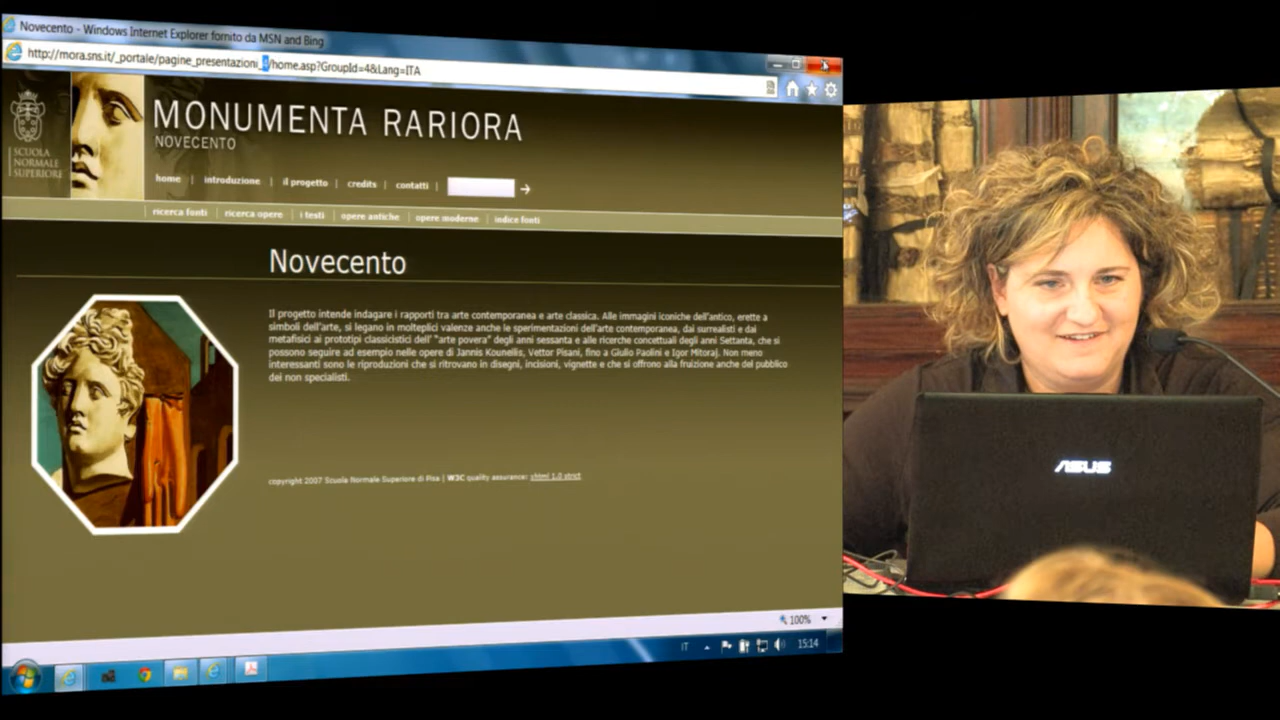 Novecento - Windows Internet Explorer fornito da MSN and Bing
http://mora.sns.it/_portale/pagine_presentazioni_4/home.asp?GroupId=4&Lang=ITA
SCUOLA
NORMALE
SUPERIORE
MONUMENTA RARIORA
NOVECENTO
home | introduzione | il progetto | credits | contatti |
| ricerca fonti | ricerca opere | i testi | opere antiche | opere moderne | indice fonti
Novecento
Il progetto intende indagare i rapporti tra arte contemporanea e arte classica. Alle immagini iconiche dell'antico, erette a
simboli dell'arte, si legano in molteplici valenze anche le sperimentazioni dell'arte contemporanea, dai surrealisti e dai
metafisici ai prototipi classicistici dell' "arte povera" degli anni sessanta e alle ricerche concettuali degli anni Settanta, che si
possono seguire ad esempio nelle opere di Jannis Kounellis, Vettor Pisani, fino a Giulio Paolini e Igor Mitoraj. Non meno
interessanti sono le riproduzioni che si ritrovano in disegni, incisioni, vignette e che si offrono alla fruizione anche del pubblico
dei non specialisti.
copyright 2007 Scuola Normale Superiore di Pisa | W3C quality assurance: xhtml 1.0 strict
100%
IT
15:14
ASUS